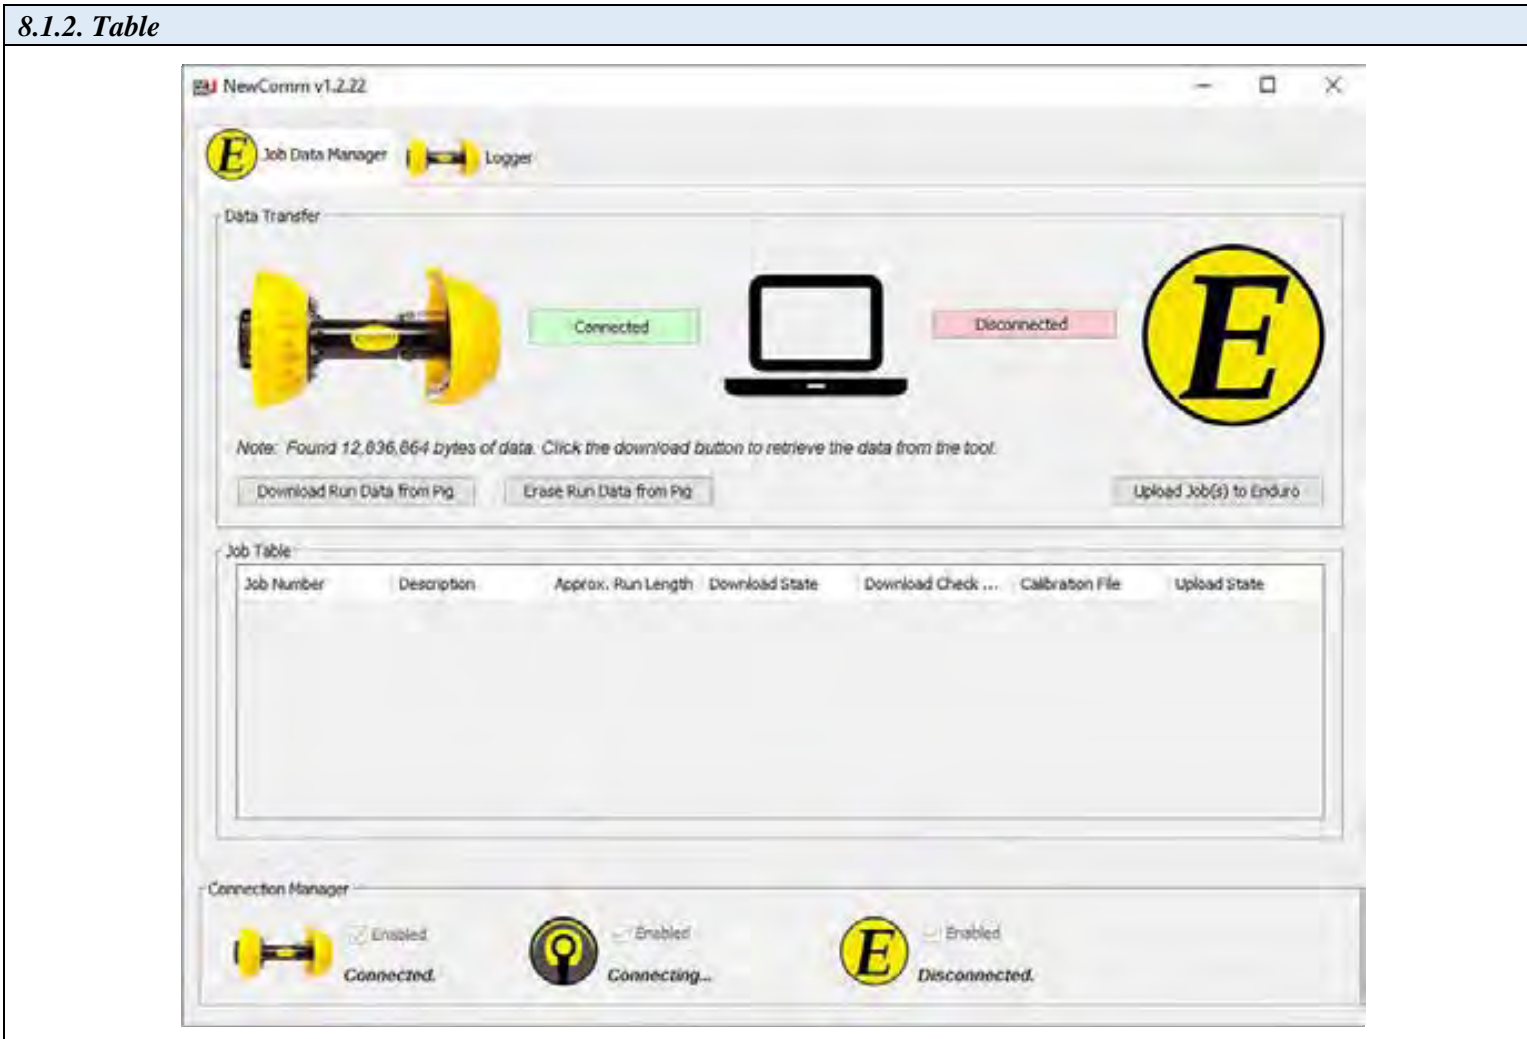 8.1.2. Table
NewComm v1.2.22
E Job Data Manager Logger
Data Transfer
Connected
Disconnected
E
Note: Found 12,836,864 bytes of data. Click the download button to retrieve the data from the tool.
Download Run Data from Pig Erase Run Data from Pig Upload Job(s) to Enduro
Job Table
Job Number Description Approx. Run Length Download State Download Check ... Calibration File Upload State
Connection Manager
Enabled Enabled E Enabled
Connected. Connecting... Disconnected.